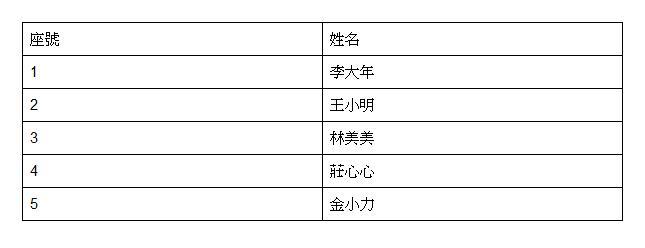 座號 姓名
1 李大年
2 王小明
3 林美美
4 莊心心
5 金小力